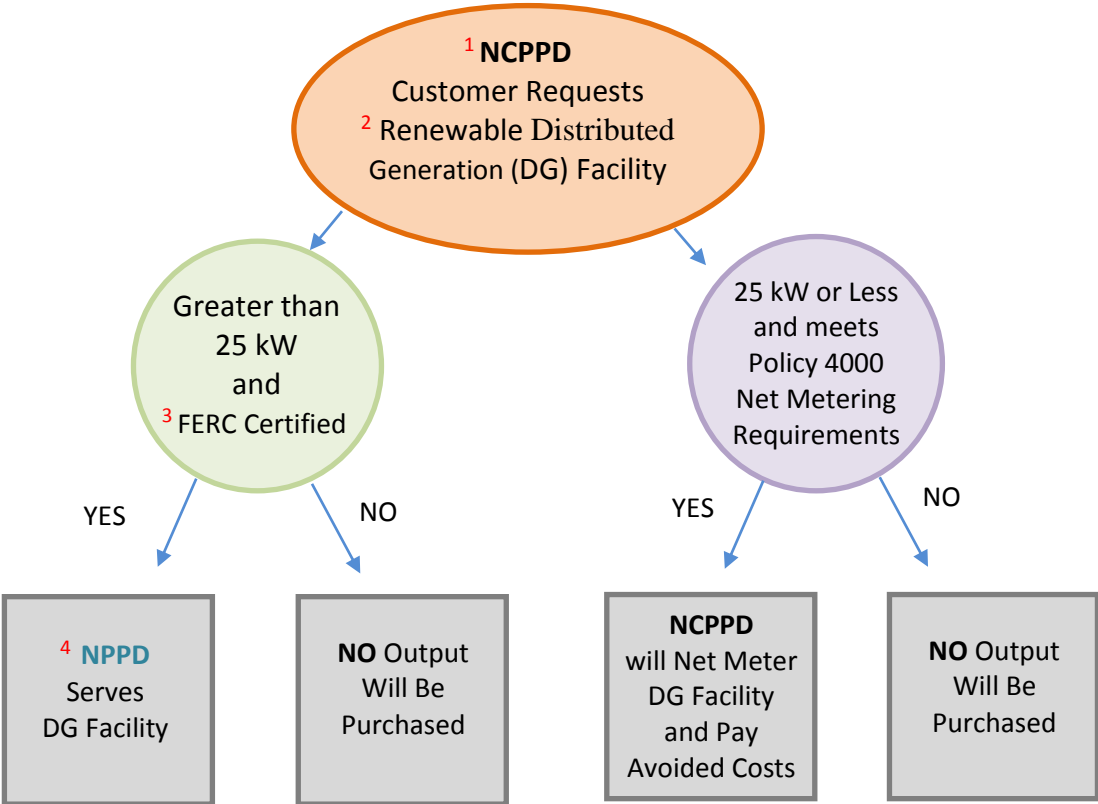 1 NCPPD
Customer Requests
2 Renewable Distributed
Generation (DG) Facility
Greater than
25 kW
and
3 FERC Certified
25 kW or Less
and meets
Policy 4000
Net Metering
Requirements
YES
NO
YES
NO
4 NPPD
Serves
DG Facility
NO Output
Will Be
Purchased
NCPPD
will Net Meter
DG Facility
and Pay
Avoided Costs
NO Output
Will Be
Purchased